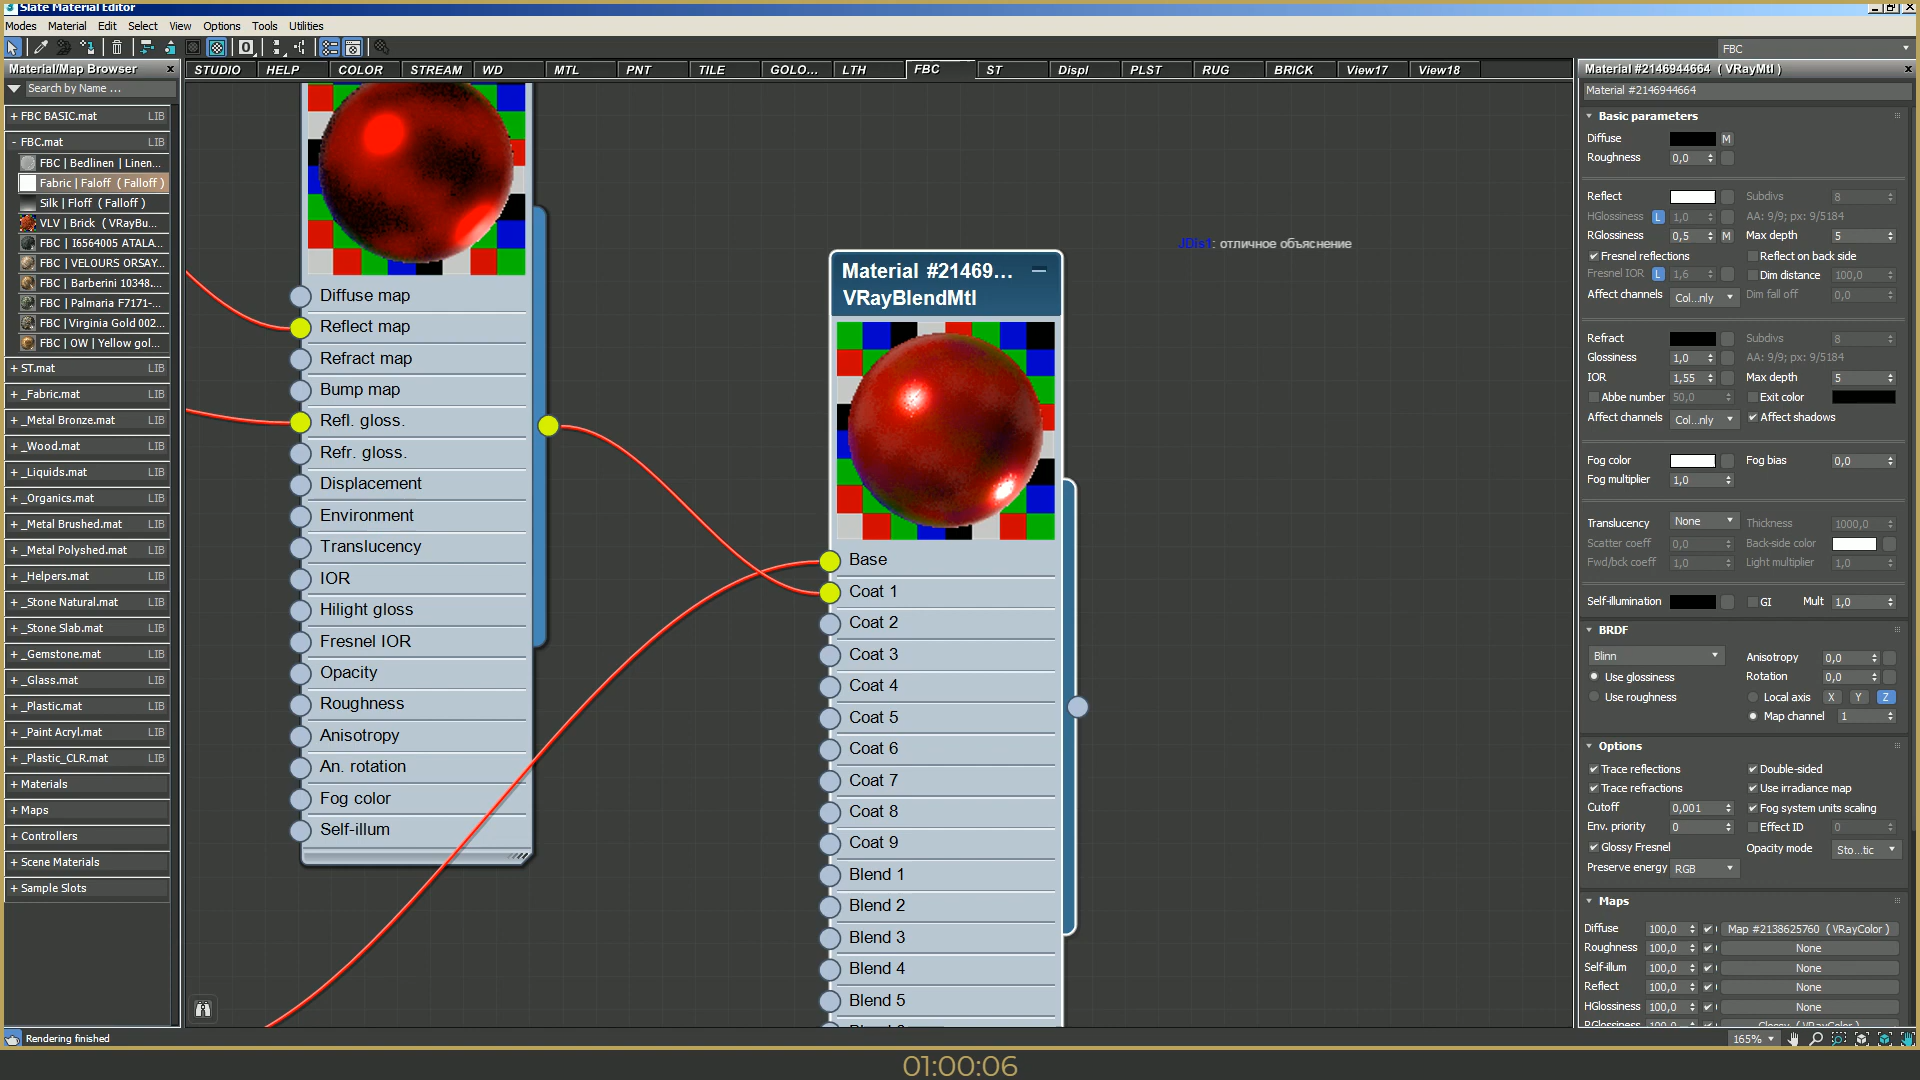 Slate Material Editor
Modes Material Edit Select View Options Tools Utilities
FBC
Material/Map Browser
Search by Name ...
+ FBC BASIC.mat LIB
- FBC.mat LIB
FBC | Bedlinen | Linen...
Fabric | Faloff ( Falloff )
Silk | Floff ( Falloff )
VLV | Brick ( VRayBu...
FBC | I6564005 ATALA...
FBC | VELOURS ORSAY...
FBC | Barberini 10348...
FBC | Palmaria F7171-...
FBC | Virginia Gold 002...
FBC | OW | Yellow gol...
+ ST.mat LIB
+ _Fabric.mat LIB
+ _Metal Bronze.mat LIB
+ _Wood.mat LIB
+ _Liquids.mat LIB
+ _Organics.mat LIB
+ _Metal Brushed.mat LIB
+ _Metal Polyshed.mat LIB
+ _Helpers.mat LIB
+ _Stone Natural.mat LIB
+ _Stone Slab.mat LIB
+ _Gemstone.mat LIB
+ _Glass.mat LIB
+ _Plastic.mat LIB
+ _Paint Acryl.mat LIB
+ _Plastic_CLR.mat LIB
+ Materials
+ Maps
+ Controllers
+ Scene Materials
+ Sample Slots
STUDIO HELP COLOR STREAM WD MTL PNT TILE GOLO... LTH FBC ST Displ PLST RUG BRICK View17 View18
Diffuse map
Reflect map
Refract map
Bump map
Refl. gloss.
Refr. gloss.
Displacement
Environment
Translucency
IOR
Hilight gloss
Fresnel IOR
Opacity
Roughness
Anisotropy
An. rotation
Fog color
Self-illum
Material #21469...
VRayBlendMtl
Base
Coat 1
Coat 2
Coat 3
Coat 4
Coat 5
Coat 6
Coat 7
Coat 8
Coat 9
Blend 1
Blend 2
Blend 3
Blend 4
Blend 5
JDis1: отличное объяснение
Material #2146944664 ( VRayMtl )
Material #2146944664
Basic parameters
Diffuse M
Roughness 0,0
Reflect Subdivs 8
HGlossiness L 1,0 AA: 9/9; px: 9/5184
RGlossiness 0,5 M Max depth 5
Fresnel reflections Reflect on back side
Fresnel IOR L 1,6 Dim distance 100,0
Affect channels Col...nly Dim fall off 0,0
Refract Subdivs 8
Glossiness 1,0 AA: 9/9; px: 9/5184
IOR 1,55 Max depth 5
Abbe number 50,0 Exit color
Affect channels Col...nly Affect shadows
Fog color Fog bias 0,0
Fog multiplier 1,0
Translucency None Thickness 1000,0
Scatter coeff 0,0 Back-side color
Fwd/bck coeff 1,0 Light multiplier 1,0
Self-illumination GI Mult 1,0
BRDF
Blinn Anisotropy 0,0
Use glossiness Rotation 0,0
Use roughness Local axis X Y Z
Map channel 1
Options
Trace reflections Double-sided
Trace refractions Use irradiance map
Cutoff 0,001 Fog system units scaling
Env. priority 0 Effect ID 0
Glossy Fresnel Opacity mode Sto...tic
Preserve energy RGB
Maps
Diffuse 100,0 Map #2138625760 ( VRayColor )
Roughness 100,0 None
Self-illum 100,0 None
Reflect 100,0 None
HGlossiness 100,0 None
RGlossiness 100,0 Glossy ( VRayColor )
Rendering finished
165%
01:00:06